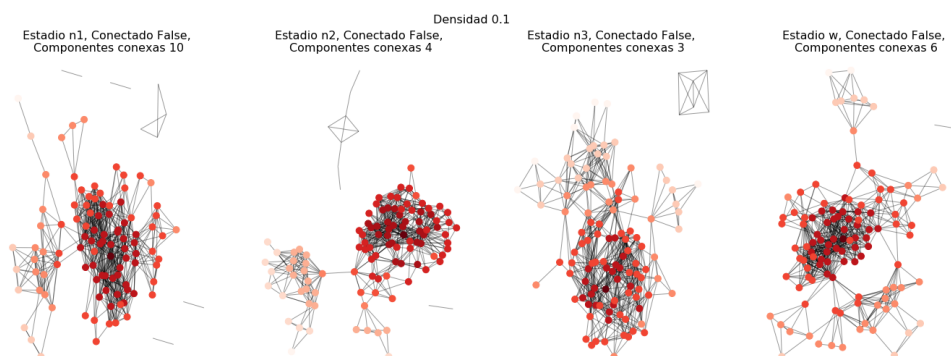 Densidad 0.1
Estadio n1, Conectado False,
Componentes conexas 10
Estadio n2, Conectado False,
Componentes conexas 4
Estadio n3, Conectado False,
Componentes conexas 3
Estadio w, Conectado False,
Componentes conexas 6